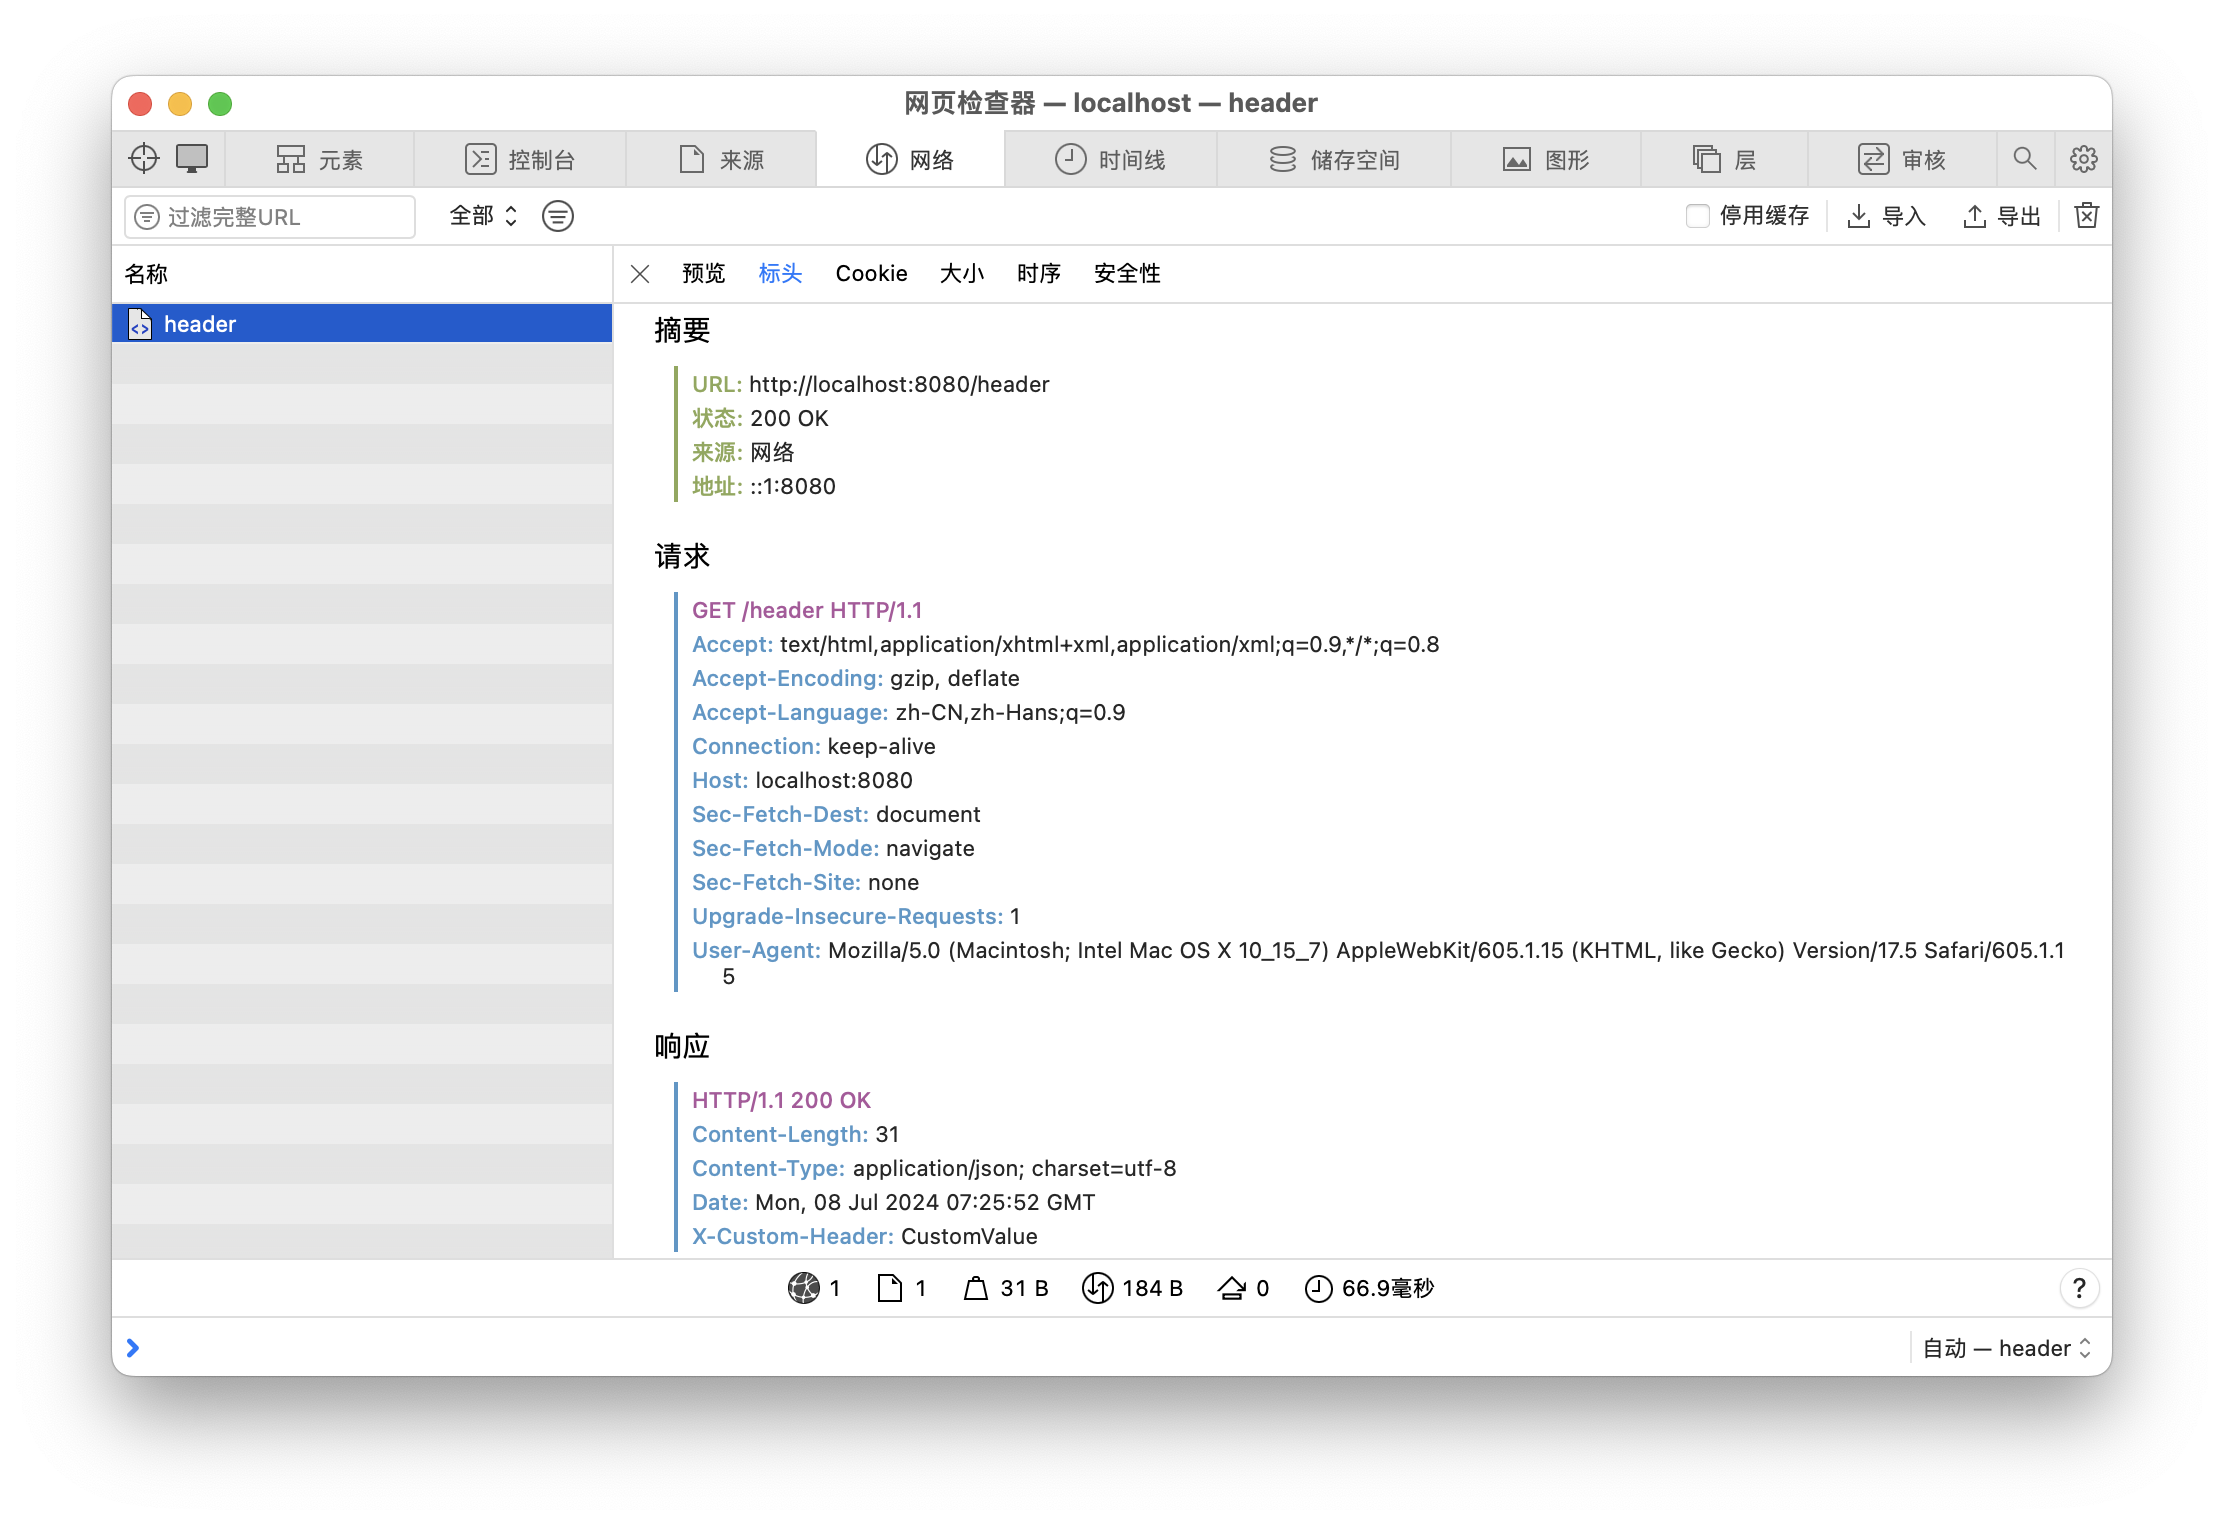 网页检查器 — localhost — header
元素 控制台 来源 网络 时间线 储存空间 图形 层 审核
过滤完整URL 全部 停用缓存 导入 导出
名称 预览 标头 Cookie 大小 时序 安全性
header
摘要
URL: http://localhost:8080/header
状态: 200 OK
来源: 网络
地址: ::1:8080
请求
GET /header HTTP/1.1
Accept: text/html,application/xhtml+xml,application/xml;q=0.9,*/*;q=0.8
Accept-Encoding: gzip, deflate
Accept-Language: zh-CN,zh-Hans;q=0.9
Connection: keep-alive
Host: localhost:8080
Sec-Fetch-Dest: document
Sec-Fetch-Mode: navigate
Sec-Fetch-Site: none
Upgrade-Insecure-Requests: 1
User-Agent: Mozilla/5.0 (Macintosh; Intel Mac OS X 10_15_7) AppleWebKit/605.1.15 (KHTML, like Gecko) Version/17.5 Safari/605.1.1
5
响应
HTTP/1.1 200 OK
Content-Length: 31
Content-Type: application/json; charset=utf-8
Date: Mon, 08 Jul 2024 07:25:52 GMT
X-Custom-Header: CustomValue
1 1 31 B 184 B 0 66.9毫秒 ?
自动 — header